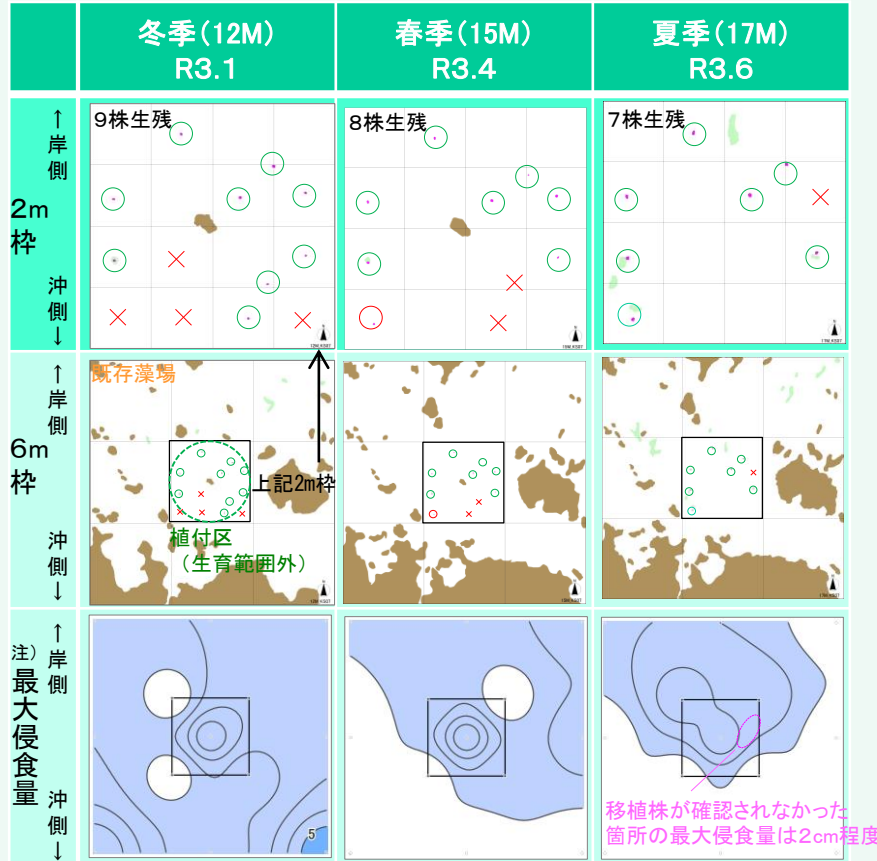 冬季(12M)
R3.1
春季(15M)
R3.4
夏季(17M)
R3.6
↑
岸
側
2m
枠
沖
側
↓
9株生残
8株生残
7株生残
↑
岸
側
6m
枠
沖
側
↓
既存藻場
上記2m枠
植付区
(生育範囲外)
↑
岸
側
注)
最大侵食量
沖
側
↓
5
移植株が確認されなかった
箇所の最大侵食量は2cm程度